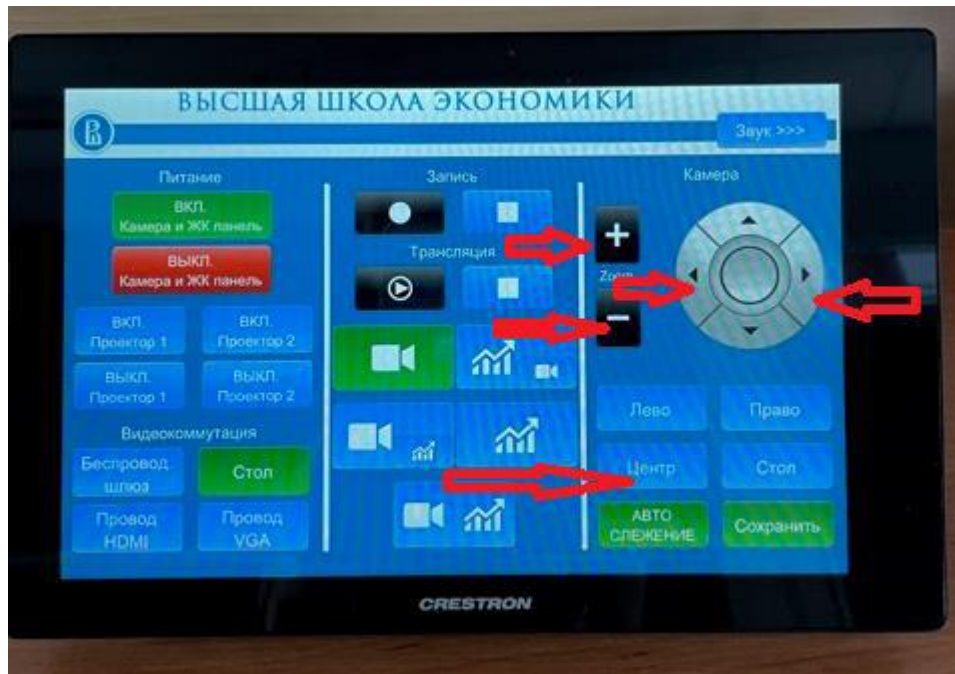 ВЫСШАЯ ШКОЛА ЭКОНОМИКИ
Звук >>>
Питание
ВКЛ.
Камера и ЖК панель
ВЫКЛ.
Камера и ЖК панель
ВКЛ.
Проектор 1
ВКЛ.
Проектор 2
ВЫКЛ.
Проектор 1
ВЫКЛ.
Проектор 2
Видеокоммутация
Беспровод.
шлюз
Стол
Провод
HDMI
Провод
VGA
Запись
Трансляция
Камера
+
Zoom
-
Лево
Право
Центр
Стол
АВТО
СЛЕЖЕНИЕ
Сохранить
CRESTRON